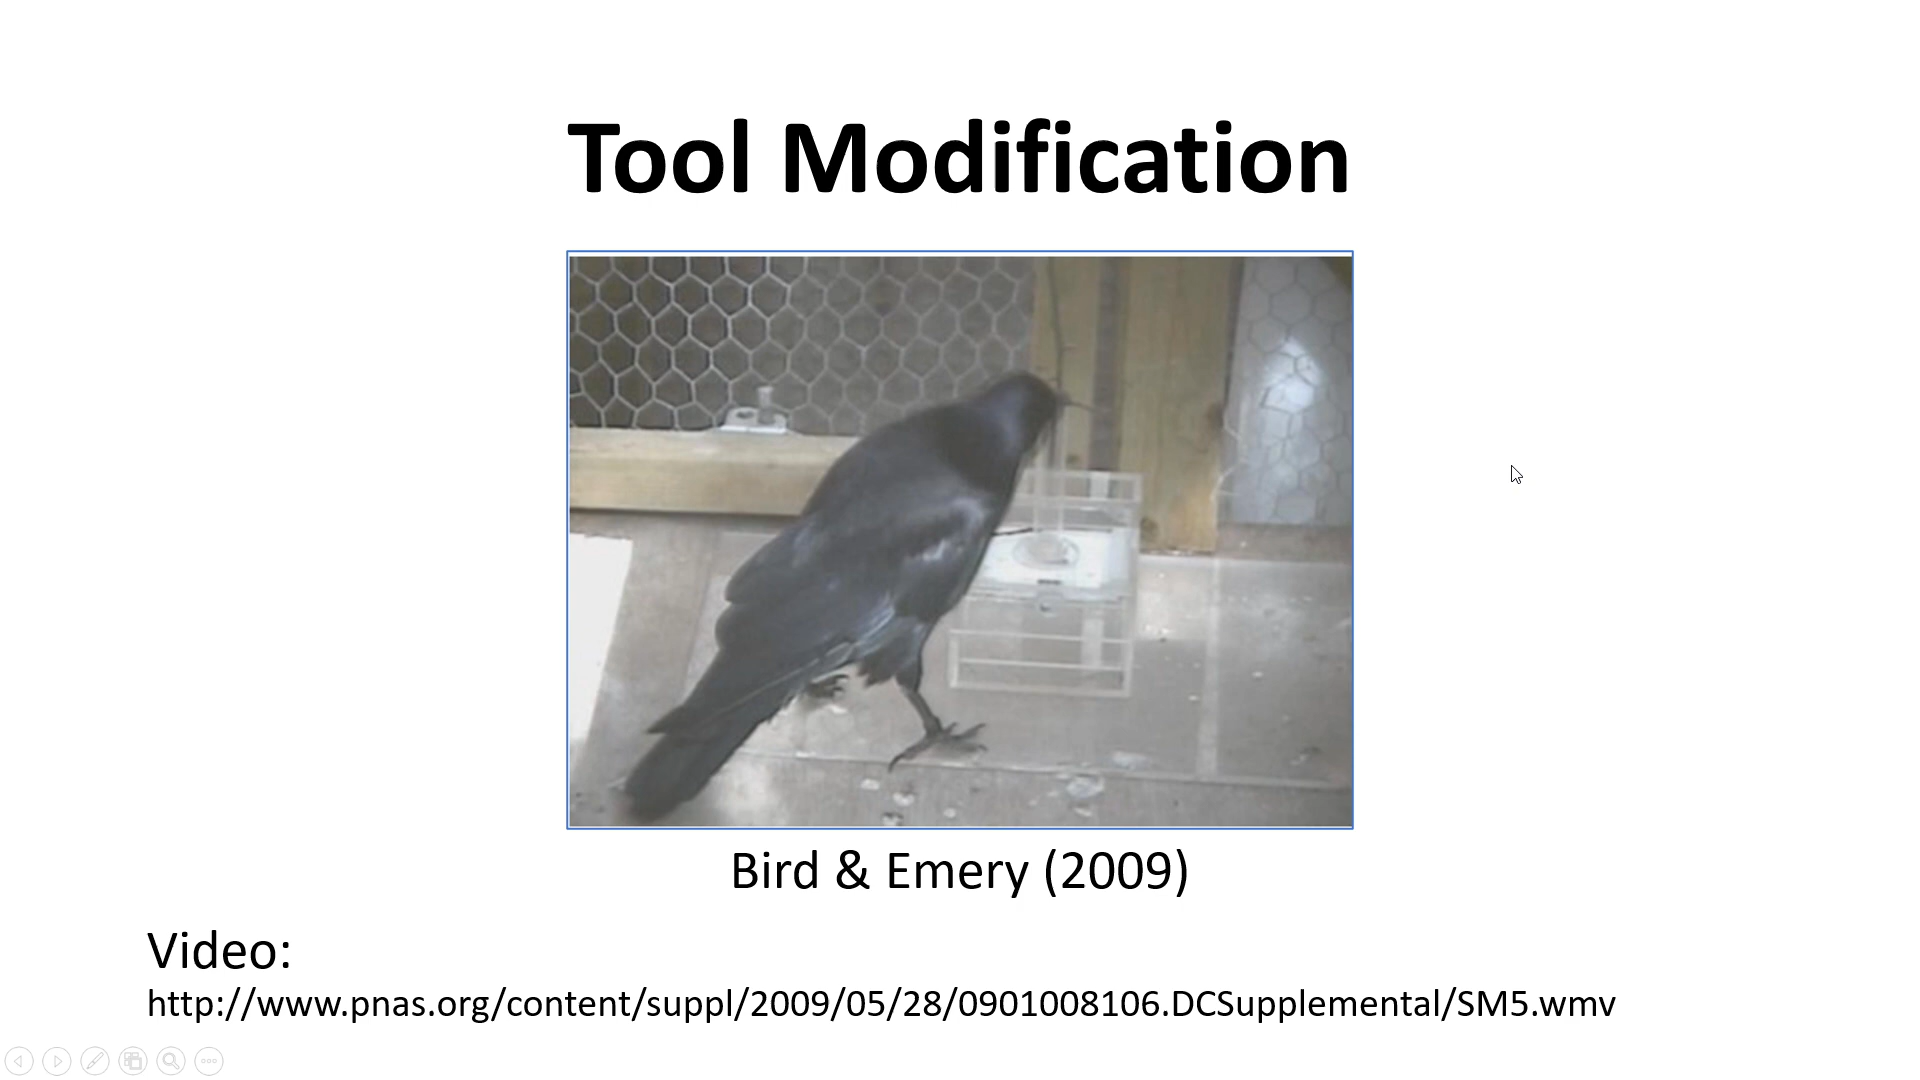 Tool Modification
Bird & Emery (2009)
Video:
http://www.pnas.org/content/suppl/2009/05/28/0901008106.DCSupplemental/SM5.wmv